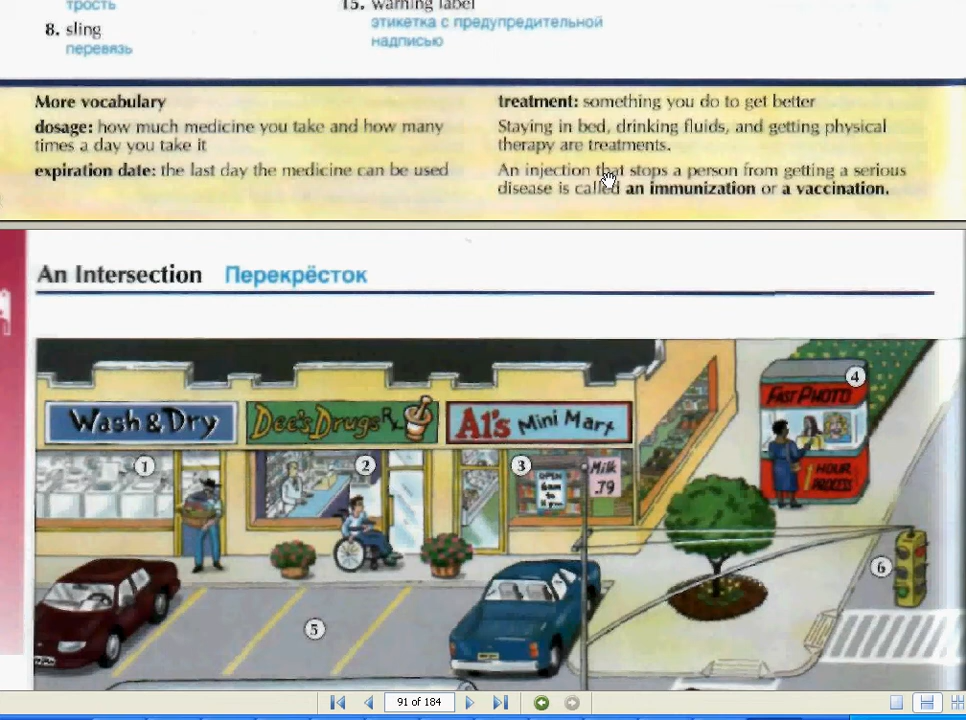 трость
8. sling
перевязь
15. warning label
этикетка с предупредительной
надписью
More vocabulary
dosage: how much medicine you take and how many
times a day you take it
expiration date: the last day the medicine can be used
treatment: something you do to get better
Staying in bed, drinking fluids, and getting physical
therapy are treatments.
An injection that stops a person from getting a serious
disease is called an immunization or a vaccination.
An Intersection Перекрёсток
Wash & Dry
Dee's Drugs Rx
Al's Mini Mart
FAST PHOTO
1 HOUR
PROCESS
Milk
.79
OPEN
to
1
2
3
4
5
6
91 of 184